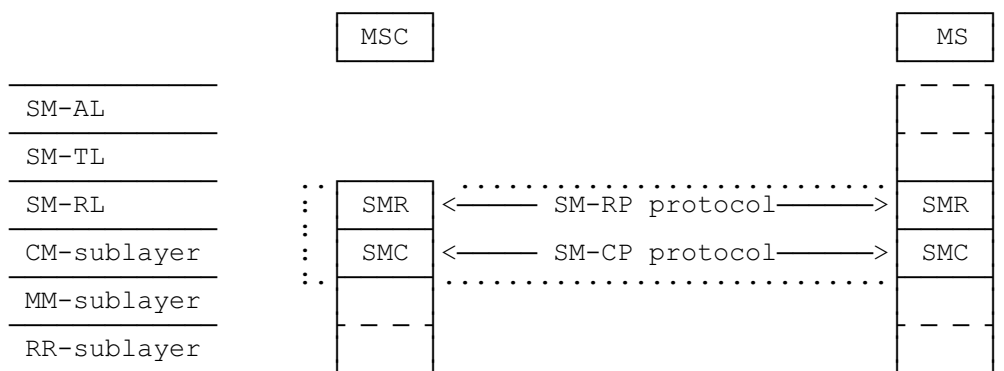 MSC MS
SM-AL
SM-TL
SM-RL SMR SM-RP protocol SMR
CM-sublayer SMC SM-CP protocol SMC
MM-sublayer
RR-sublayer